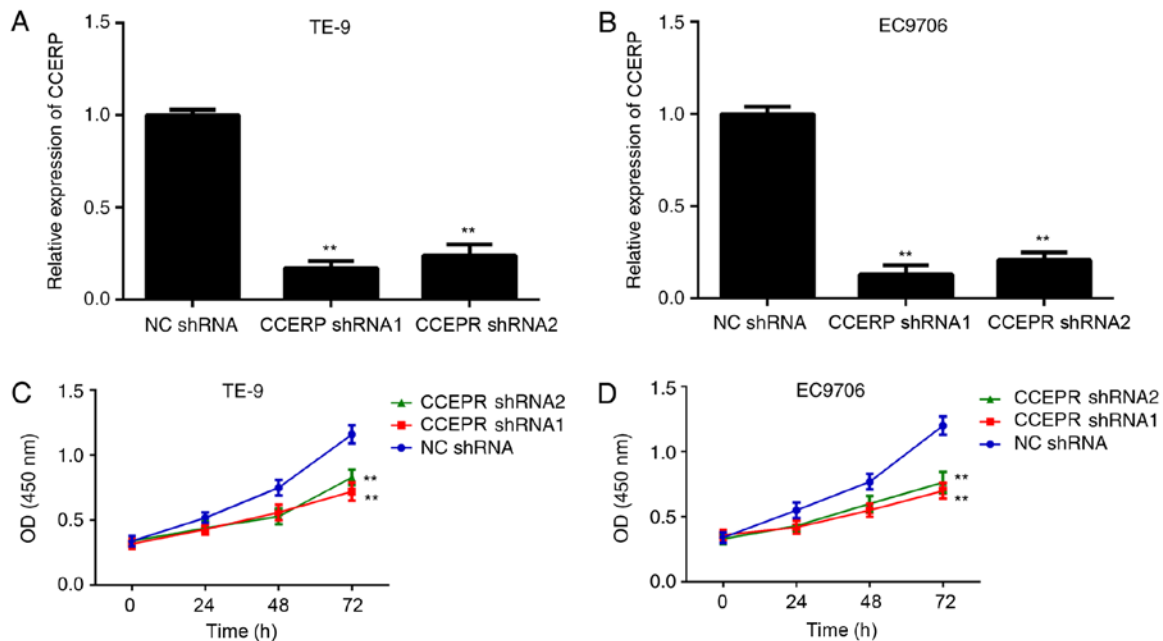 A
TE-9
Relative expression of CCERP
1.5
1.0
0.5
0.0
**
**
NC shRNA
CCERP shRNA1
CCEPR shRNA2
B
EC9706
Relative expression of CCERP
1.5
1.0
0.5
0.0
**
**
NC shRNA
CCERP shRNA1
CCEPR shRNA2
C
TE-9
OD (450 nm)
1.5
1.0
0.5
0.0
0
24
48
72
Time (h)
CCEPR shRNA2
CCEPR shRNA1
NC shRNA
**
**
D
EC9706
OD (450 nm)
1.5
1.0
0.5
0.0
0
24
48
72
Time (h)
CCEPR shRNA2
CCEPR shRNA1
NC shRNA
**
**